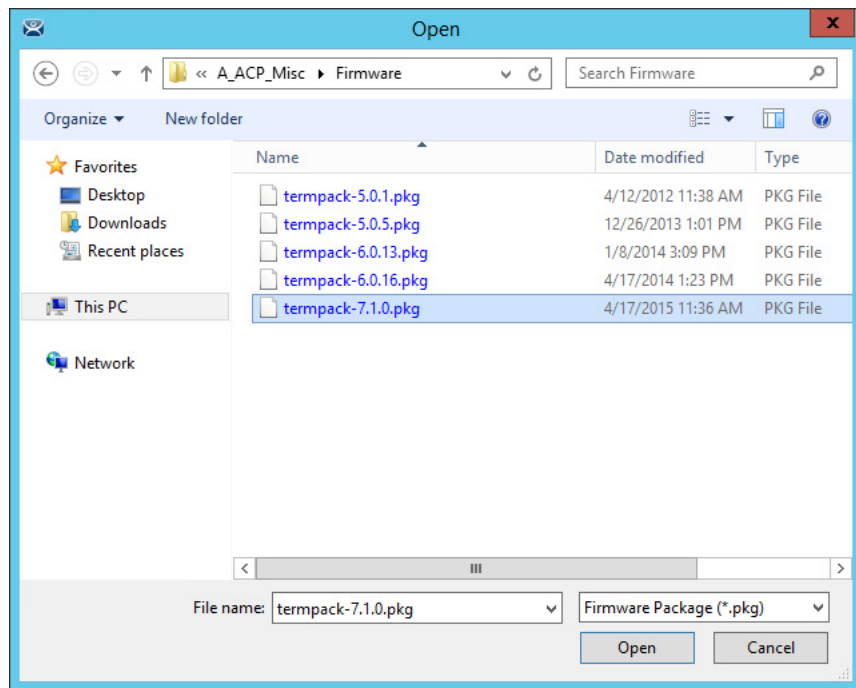 Open
x
« A_ACP_Misc Firmware
Search Firmware
Organize
New folder
Name Date modified Type
Favorites
Desktop
Downloads
Recent places
This PC
Network
termpack-5.0.1.pkg 4/12/2012 11:38 AM PKG File
termpack-5.0.5.pkg 12/26/2013 1:01 PM PKG File
termpack-6.0.13.pkg 1/8/2014 3:09 PM PKG File
termpack-6.0.16.pkg 4/17/2014 1:23 PM PKG File
termpack-7.1.0.pkg 4/17/2015 11:36 AM PKG File
File name: termpack-7.1.0.pkg
Firmware Package (*.pkg)
Open
Cancel